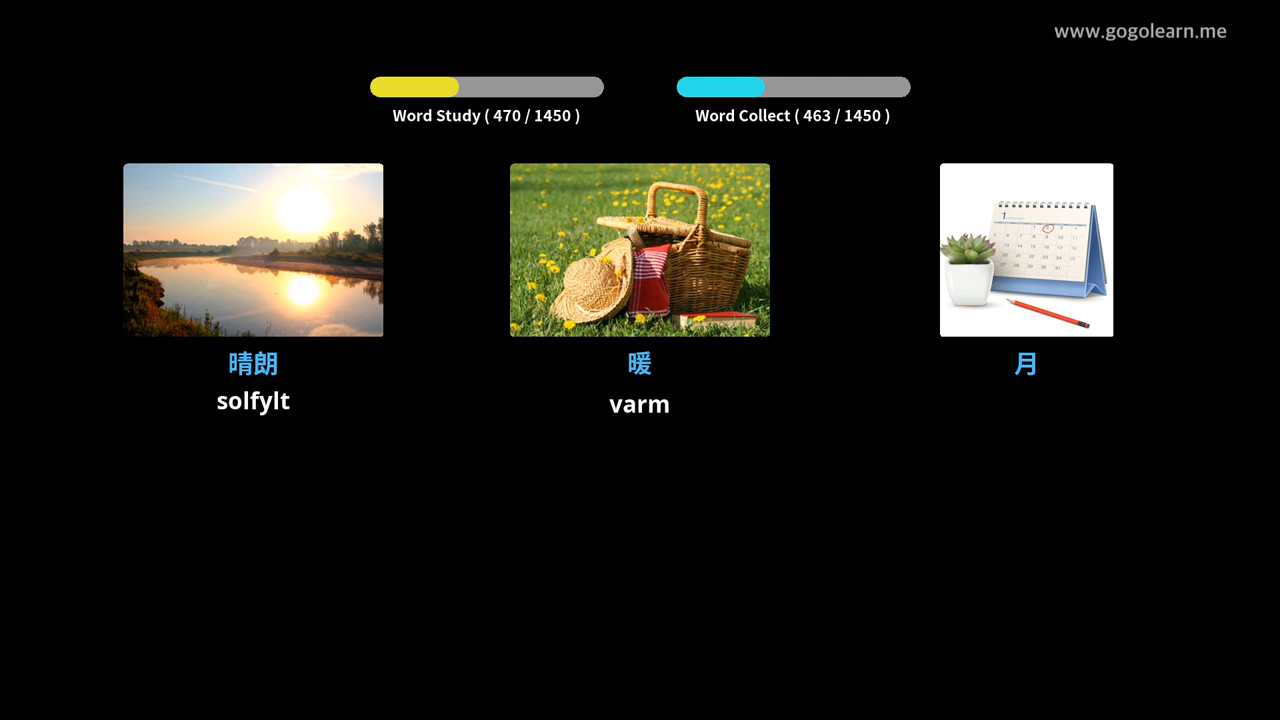 www.gogolearn.me
Word Study ( 470 / 1450 )
Word Collect ( 463 / 1450 )
晴朗
暖
月
solfylt
varm